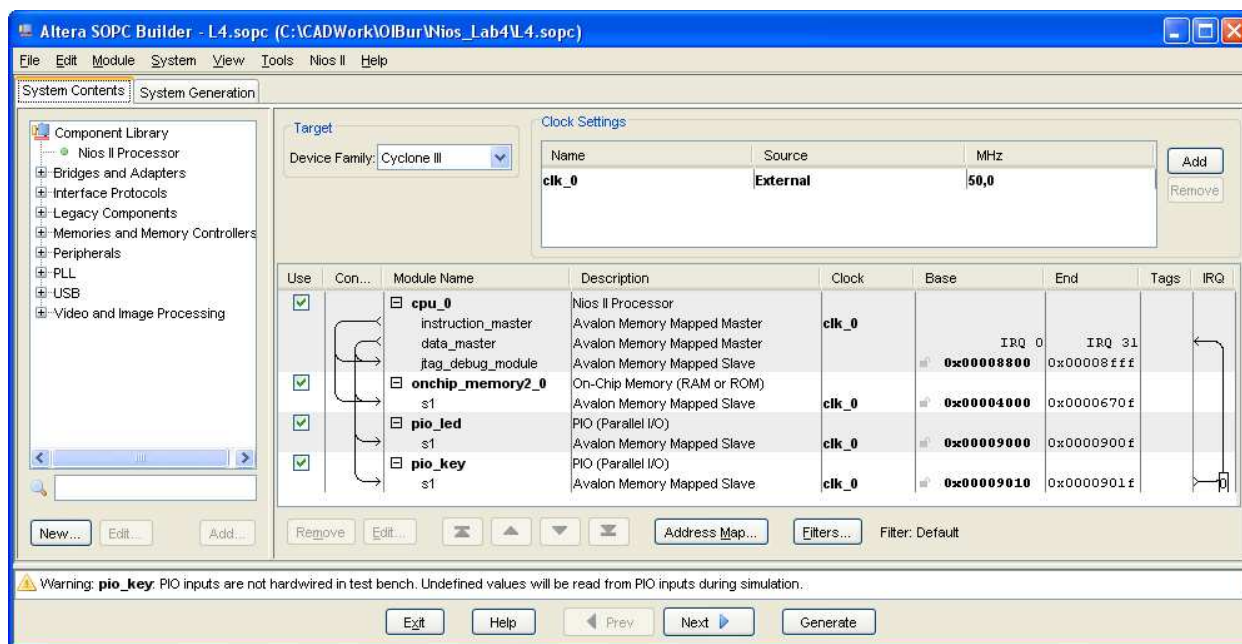 Altera SOPC Builder - L4.sopc (C:\CADWork\OlBur\Nios_Lab4\L4.sopc)
File Edit Module System View Tools Nios II Help
System Contents System Generation
Component Library
Nios II Processor
Bridges and Adapters
Interface Protocols
Legacy Components
Memories and Memory Controllers
Peripherals
PLL
USB
Video and Image Processing
New... Edit... Add...
Target
Device Family: Cyclone III
Clock Settings
Name Source MHz
clk_0 External 50,0
Add
Remove
Use Con... Module Name Description Clock Base End Tags IRQ
cpu_0 Nios II Processor
instruction_master Avalon Memory Mapped Master clk_0
data_master Avalon Memory Mapped Master IRQ 0 IRQ 31
jtag_debug_module Avalon Memory Mapped Slave 0x00008800 0x00008fff
onchip_memory2_0 On-Chip Memory (RAM or ROM)
s1 Avalon Memory Mapped Slave clk_0 0x00004000 0x0000670f
pio_led PIO (Parallel I/O)
s1 Avalon Memory Mapped Slave clk_0 0x00009000 0x0000900f
pio_key PIO (Parallel I/O)
s1 Avalon Memory Mapped Slave clk_0 0x00009010 0x0000901f 0
Remove Edit... Address Map... Filters... Filter: Default
Warning: pio_key: PIO inputs are not hardwired in test bench. Undefined values will be read from PIO inputs during simulation.
Exit Help Prev Next Generate